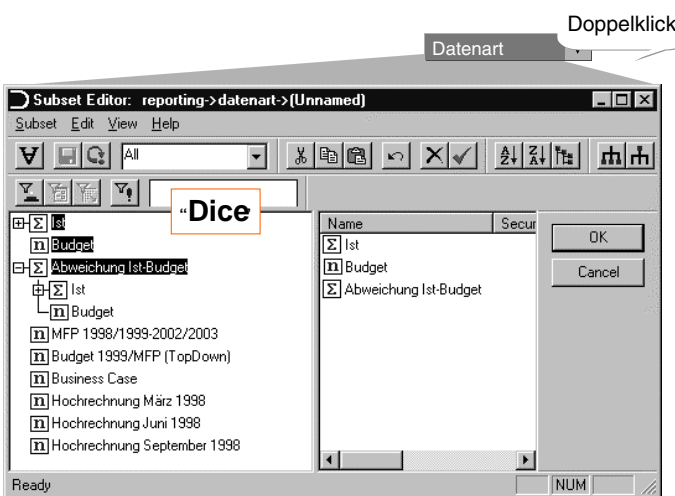 Doppelklick
Datenart
Subset Editor: reporting->datenart->(Unnamed)
Subset Edit View Help
All
“Dice
Ist
Budget
Abweichung Ist-Budget
Ist
Budget
MFP 1998/1999-2002/2003
Budget 1999/MFP (TopDown)
Business Case
Hochrechnung März 1998
Hochrechnung Juni 1998
Hochrechnung September 1998
Name Secur
Ist
Budget
Abweichung Ist-Budget
OK
Cancel
Ready NUM